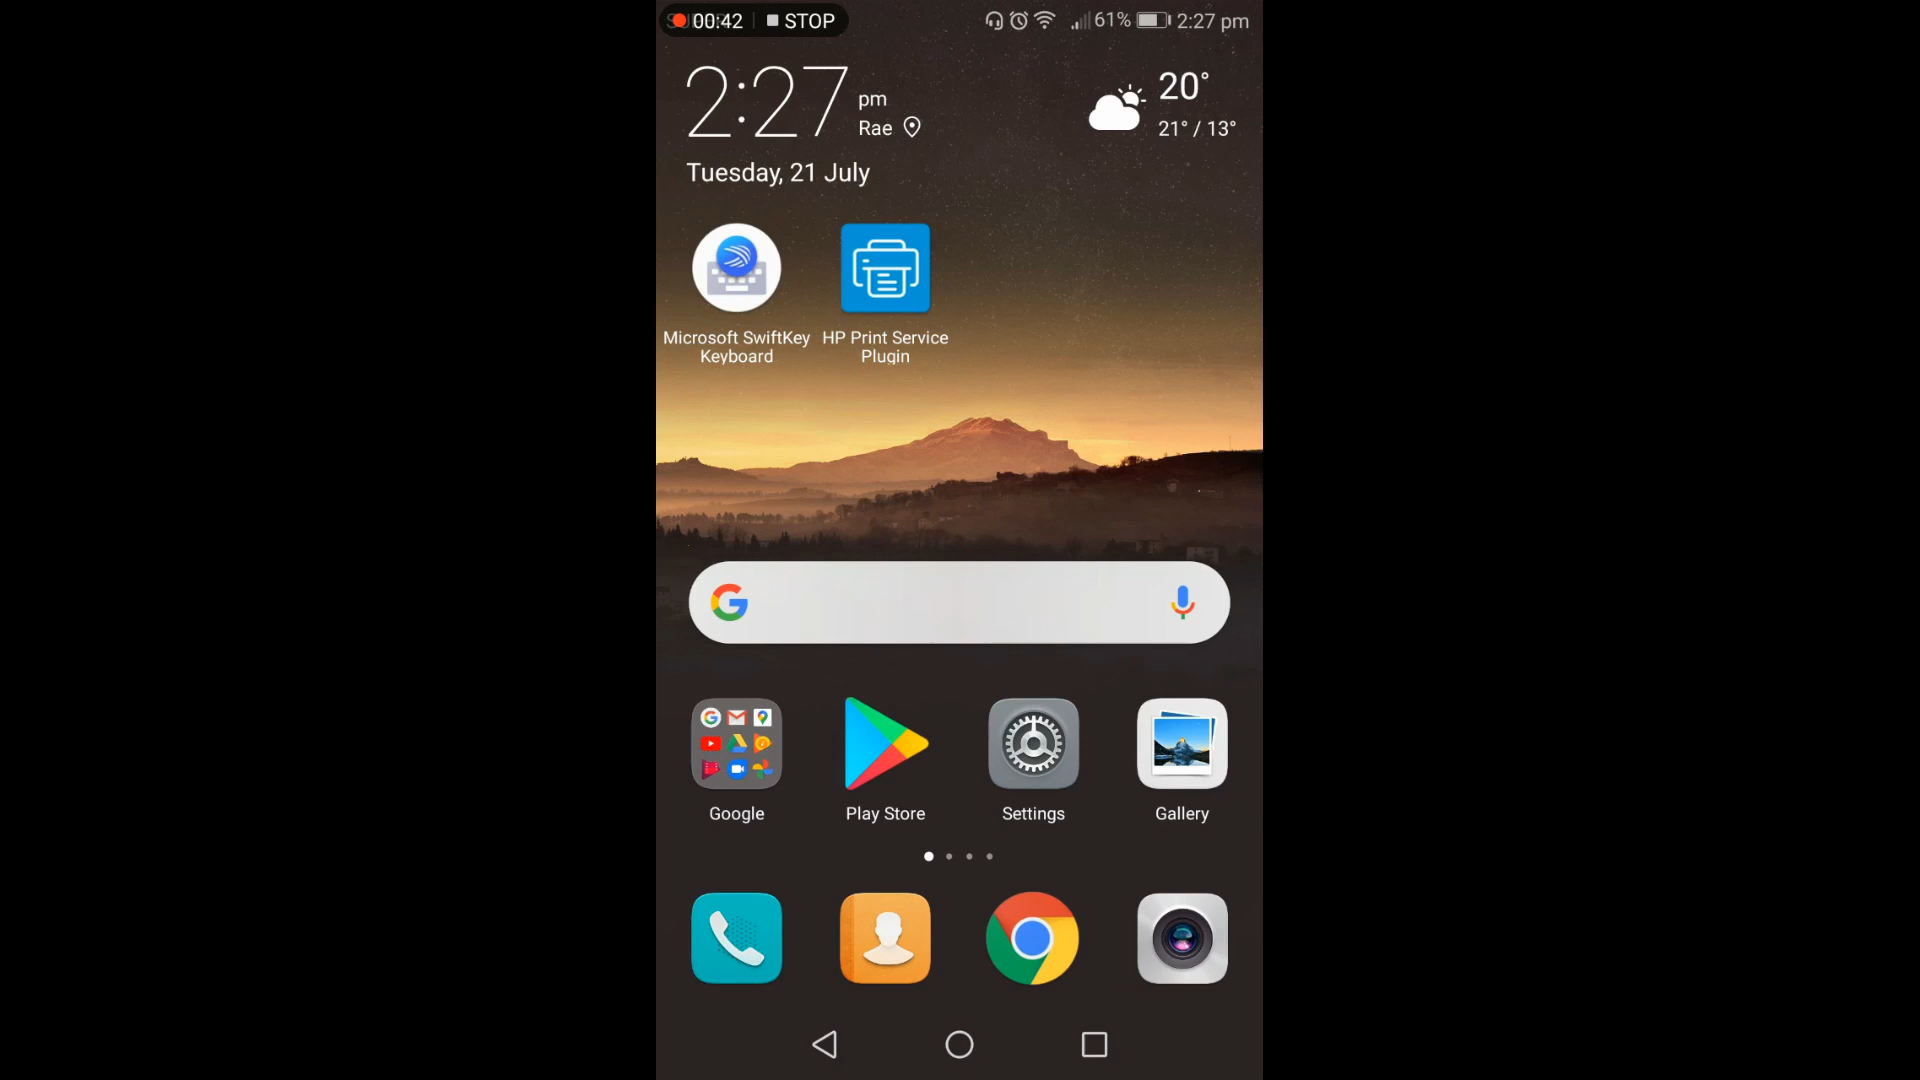 00:42 STOP 61% 2:27 pm
2:27 pm
Rae
20°
21° / 13°
Tuesday, 21 July
Microsoft SwiftKey Keyboard
HP Print Service Plugin
Google Play Store Settings Gallery